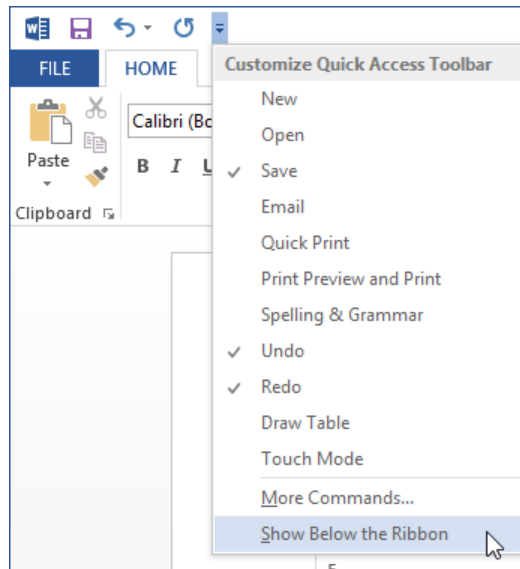 FILE
HOME
Customize Quick Access Toolbar
New
Open
Save
Email
Quick Print
Print Preview and Print
Spelling & Grammar
Undo
Redo
Draw Table
Touch Mode
More Commands...
Show Below the Ribbon
Calibri (Bo
B I U
Paste
Clipboard